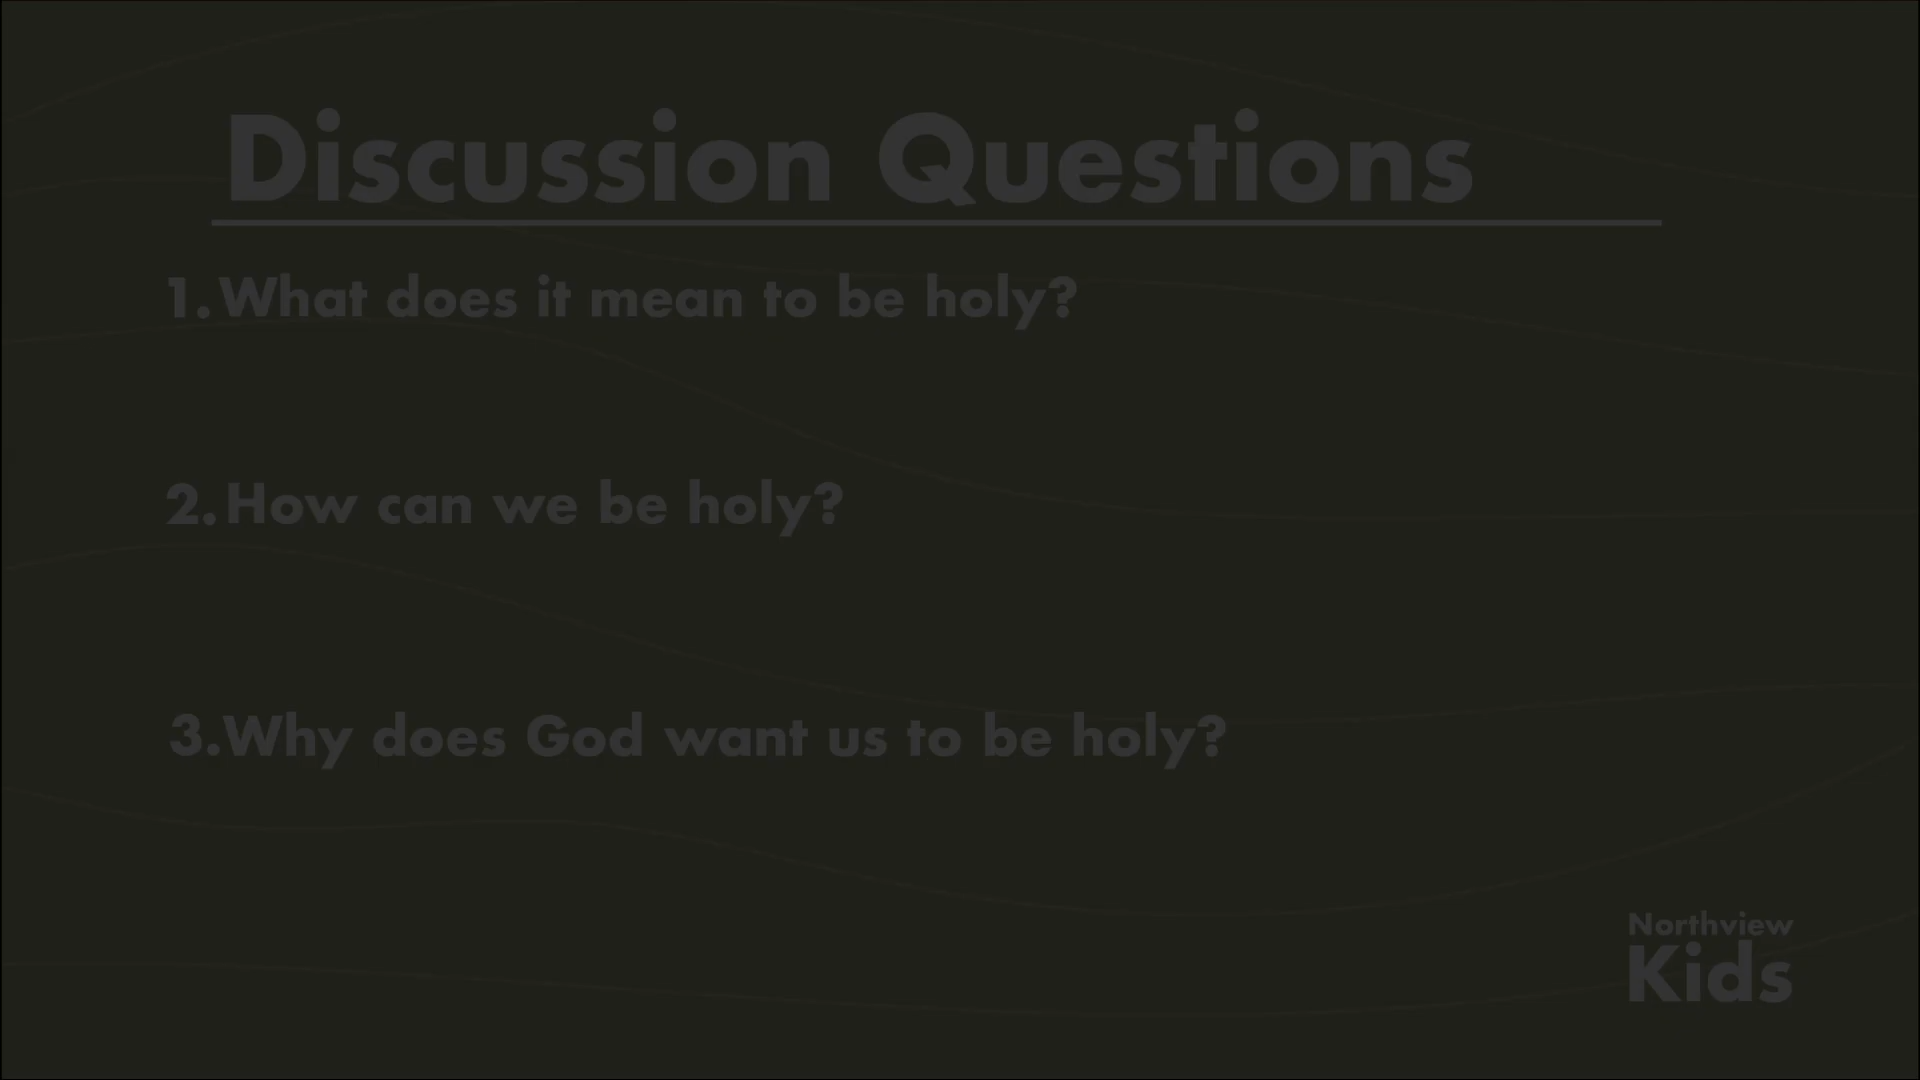 Discussion Questions
1. What does it mean to be holy?
2. How can we be holy?
3. Why does God want us to be holy?
Northview
Kids